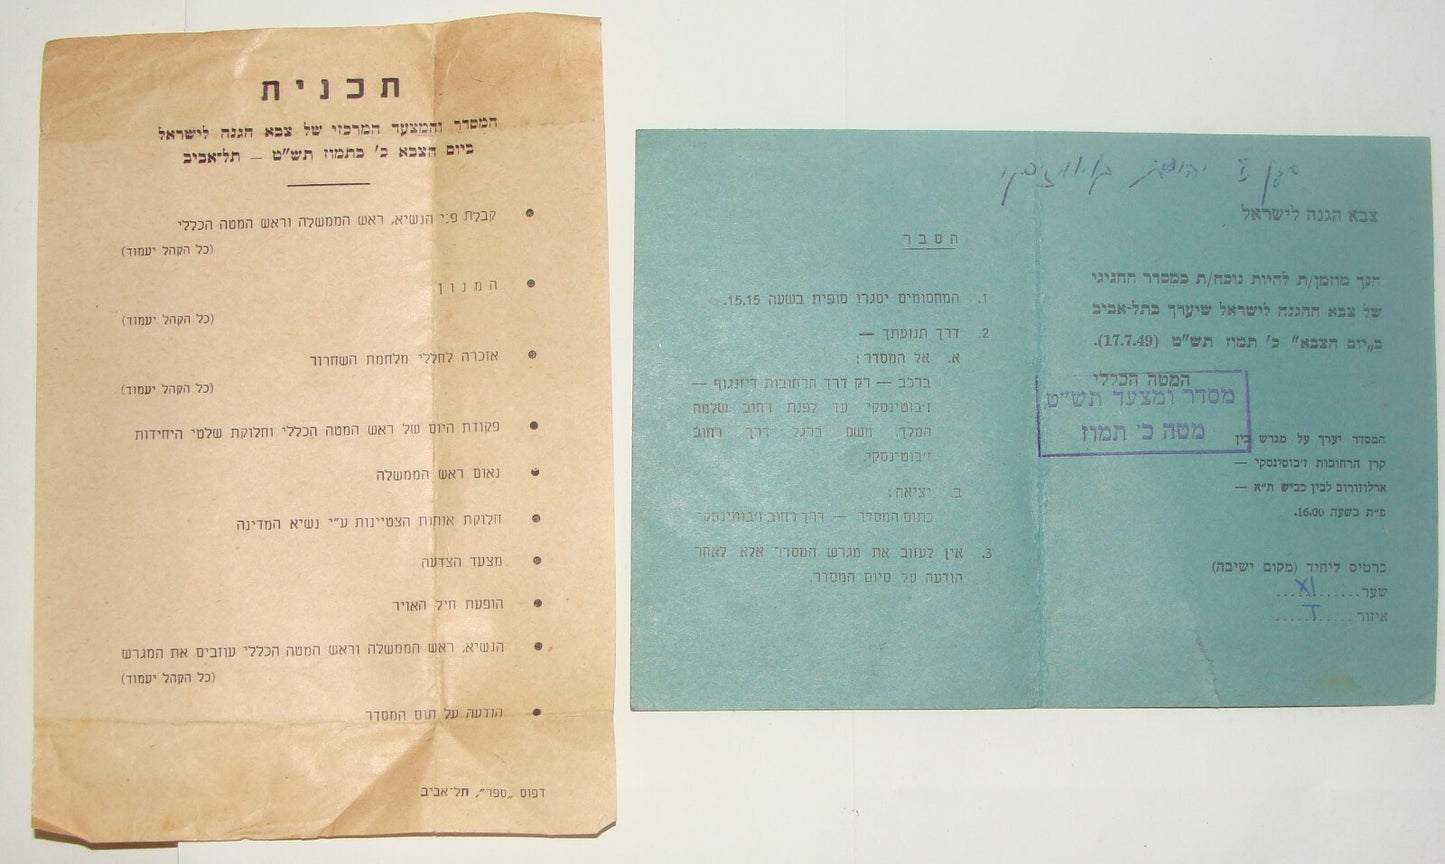 תכנית
המסדר והמצעד המרכזי של צבא הגנה לישראל
ביום הצבא כ׳ בתמוז תש״ט — תל־אביב
● קבלת פני הנשיא, ראש הממשלה וראש המטה הכללי
(כל הקהל יעמוד)
● המנון
(כל הקהל יעמוד)
● אזכרה לחללי מלחמת השחרור
(כל הקהל יעמוד)
● פקודת היום של ראש המטה הכללי וחלוקת שלטי היחידות
● נאום ראש הממשלה
● חלוקת אותות הצטיינות ע״י נשיא המדינה
● מצעד הצדעה
● הופעת חיל האויר
● הנשיא, ראש הממשלה וראש המטה הכללי עוזבים את המגרש
(כל הקהל יעמוד)
● הודעה על תום המסדר
דפוס „ספר״, תל־אביב
צבא הגנה לישראל
הנך מוזמן/ת להיות נוכח/ת במסדר החגיגי
של צבא ההגנה לישראל שיערך בתל־אביב
ב„יום הצבא״ כ׳ תמוז תש״ט (17.7.49).
המטה הכללי
מסדר ומצעד תש״ט
מטה כ׳ תמוז
המסדר יערך על מגרש בין
קרן הרחובות ז׳בוטינסקי —
ארלוזורוב לבין כביש ת״א —
פ״ת בשעה 16.00.
כרטיס ליחיד (מקום ישיבה)
שער......XI....
איזור.....I.....
הסבר
1. המחסומים יסגרו סופית בשעה 15.15.
2. דרך תנועתך —
א. אל המסדר:
ברכב — רק דרך הרחובות דיזנגוף —
ז׳בוטינסקי עד לפנת רחוב שלמה
המלך. משם ברגל דרך רחוב
ז׳בוטינסקי.
ב. יציאה:
בתום המסדר — דרך רחוב ז׳בוטינסקי
3. אין לעזוב את מגרש המסדר אלא לאחר
הודעה על סיום המסדר.